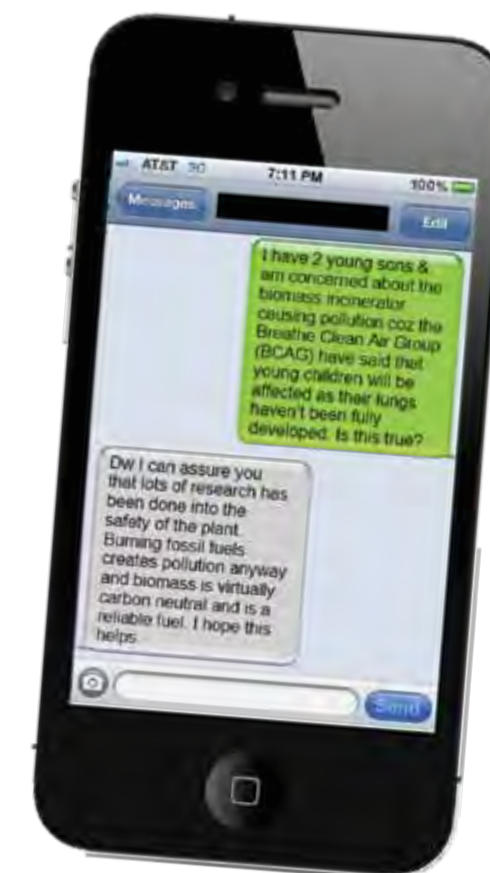 AT&T 3G 7:11 PM 100%
Messages Edit
I have 2 young sons &
am concerned about the
biomass incinerator
causing pollution coz the
Breathe Clean Air Group
(BCAG) have said that
young children will be
affected as their lungs
haven't been fully
developed. Is this true?
Dw I can assure you
that lots of research has
been done into the
safety of the plant.
Burning fossil fuels
creates pollution anyway
and biomass is virtually
carbon neutral and is a
reliable fuel. I hope this
helps
Send